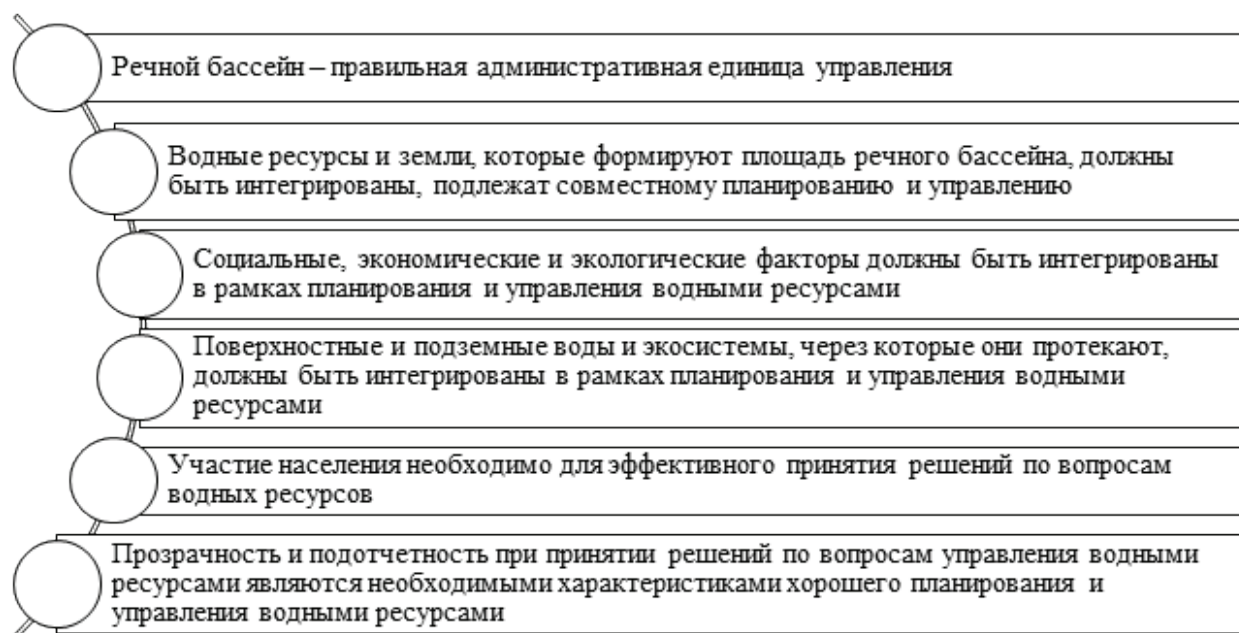 Речной бассейн – правильная административная единица управления
Водные ресурсы и земли, которые формируют площадь речного бассейна, должны
быть интегрированы, подлежат совместному планированию и управлению
Социальные, экономические и экологические факторы должны быть интегрированы
в рамках планирования и управления водными ресурсами
Поверхностные и подземные воды и экосистемы, через которые они протекают,
должны быть интегрированы в рамках планирования и управления водными
ресурсами
Участие населения необходимо для эффективного принятия решений по вопросам
водных ресурсов
Прозрачность и подотчетность при принятии решений по вопросам управления водными
ресурсами являются необходимыми характеристиками хорошего планирования и
управления водными ресурсами